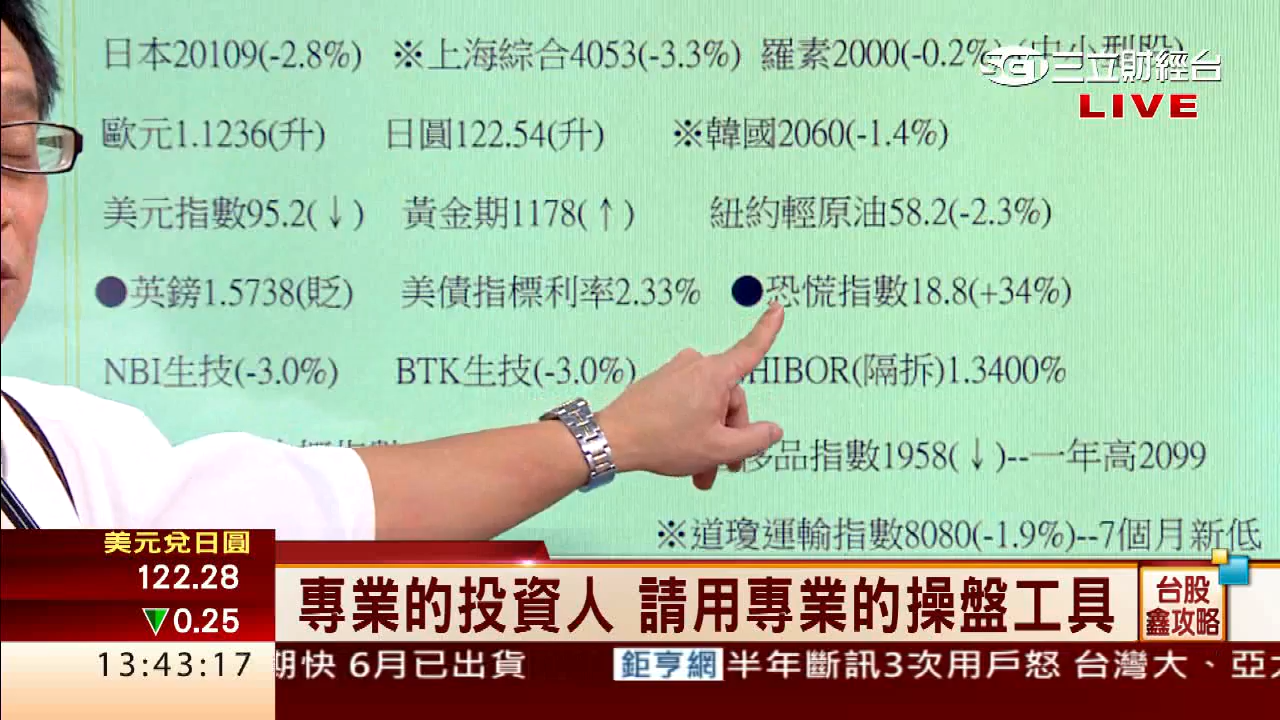 日本20109(-2.8%) ※上海綜合4053(-3.3%) 羅素2000(-0.2%) (中小型股)
三立財經台
LIVE
歐元1.1236(升) 日圓122.54(升) ※韓國2060(-1.4%)
美元指數95.2(↓) 黃金期1178(↑) 紐約輕原油58.2(-2.3%)
●英鎊1.5738(貶) 美債指標利率2.33% ●恐慌指數18.8(+34%)
NBI生技(-3.0%) BTK生技(-3.0%) HIBOR(隔拆)1.3400%
品指數1958(↓)--一年高2099
※道瓊運輸指數8080(-1.9%)--7個月新低
美元兌日圓
122.28
▼0.25
專業的投資人 請用專業的操盤工具
台股
鑫攻略
13:43:17
期快 6月已出貨 鉅亨網 半年斷訊3次用戶怒 台灣大、亞太